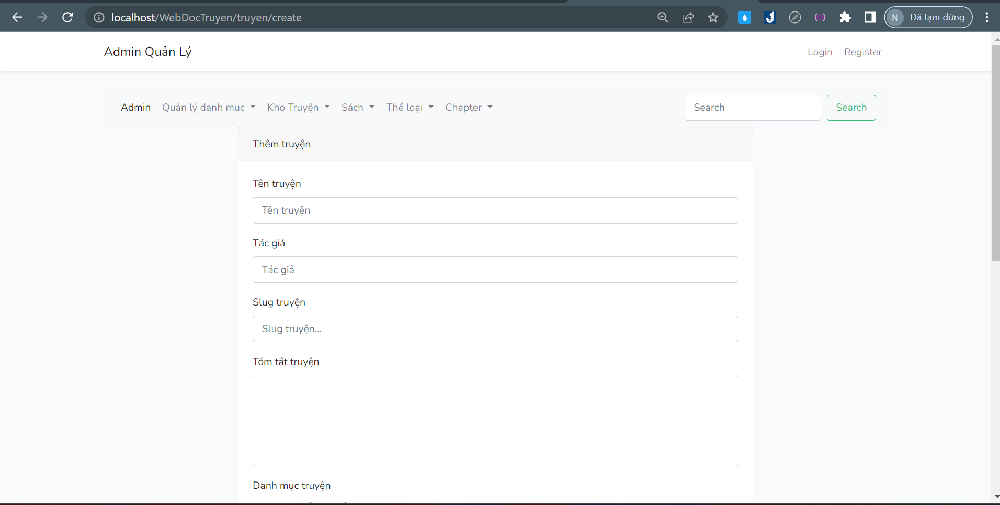 localhost/WebDocTruyen/truyen/create
N Đã tạm dừng
Admin Quản Lý
Login Register
Admin Quản lý danh mục Kho Truyện Sách Thể loại Chapter
Search Search
Thêm truyện
Tên truyện
Tên truyện
Tác giả
Tác giả
Slug truyện
Slug truyện...
Tóm tắt truyện
Danh mục truyện